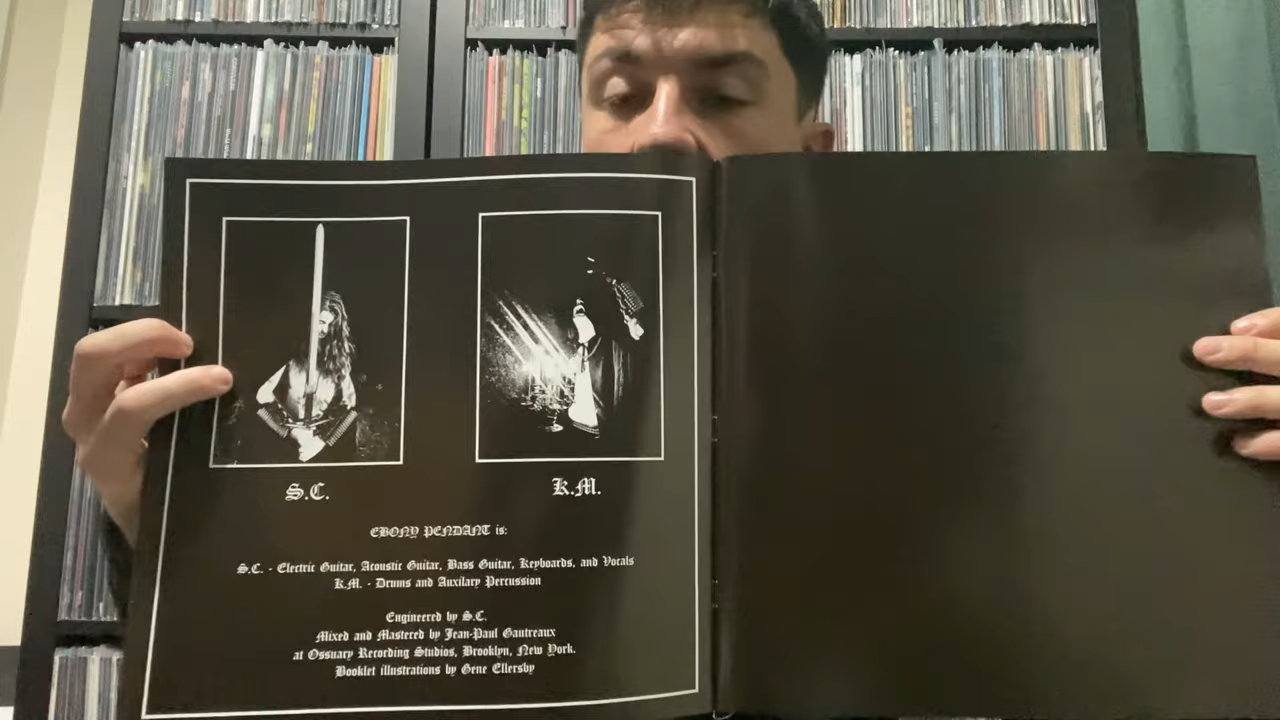 S.C.
K.M.
EBONY PENDANT is:
S.C. - Electric Guitar, Acoustic Guitar, Bass Guitar, Keyboards, and Vocals
K.M. - Drums and Auxilary Percussion
Engineered by S.C.
Mixed and Mastered by Jean-Paul Gautreaux
at Ossuary Recording Studios, Brooklyn, New York.
Booklet illustrations by Gene Ellersby